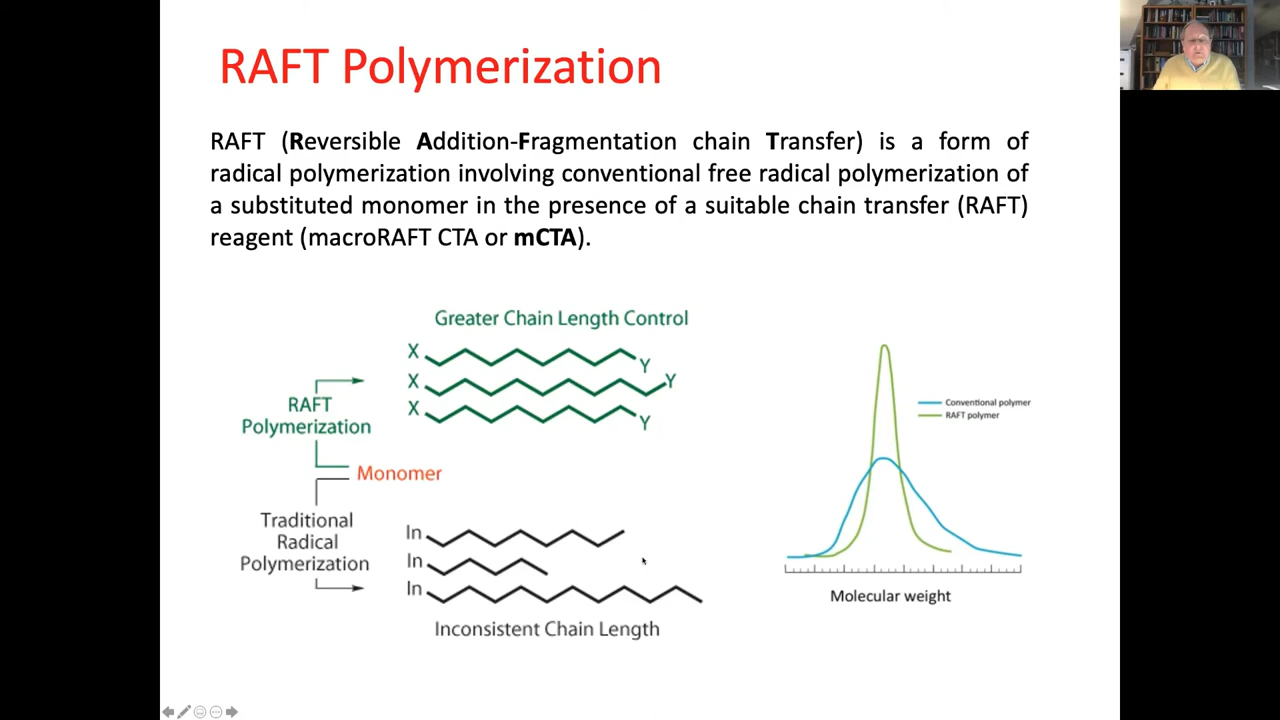 RAFT Polymerization
RAFT (Reversible Addition-Fragmentation chain Transfer) is a form of
radical polymerization involving conventional free radical polymerization of
a substituted monomer in the presence of a suitable chain transfer (RAFT)
reagent (macroRAFT CTA or mCTA).
Greater Chain Length Control
X
Y
X
Y
X
Y
RAFT
Polymerization
Monomer
Traditional
Radical
Polymerization
In
In
In
Inconsistent Chain Length
Conventional polymer
RAFT polymer
Molecular weight